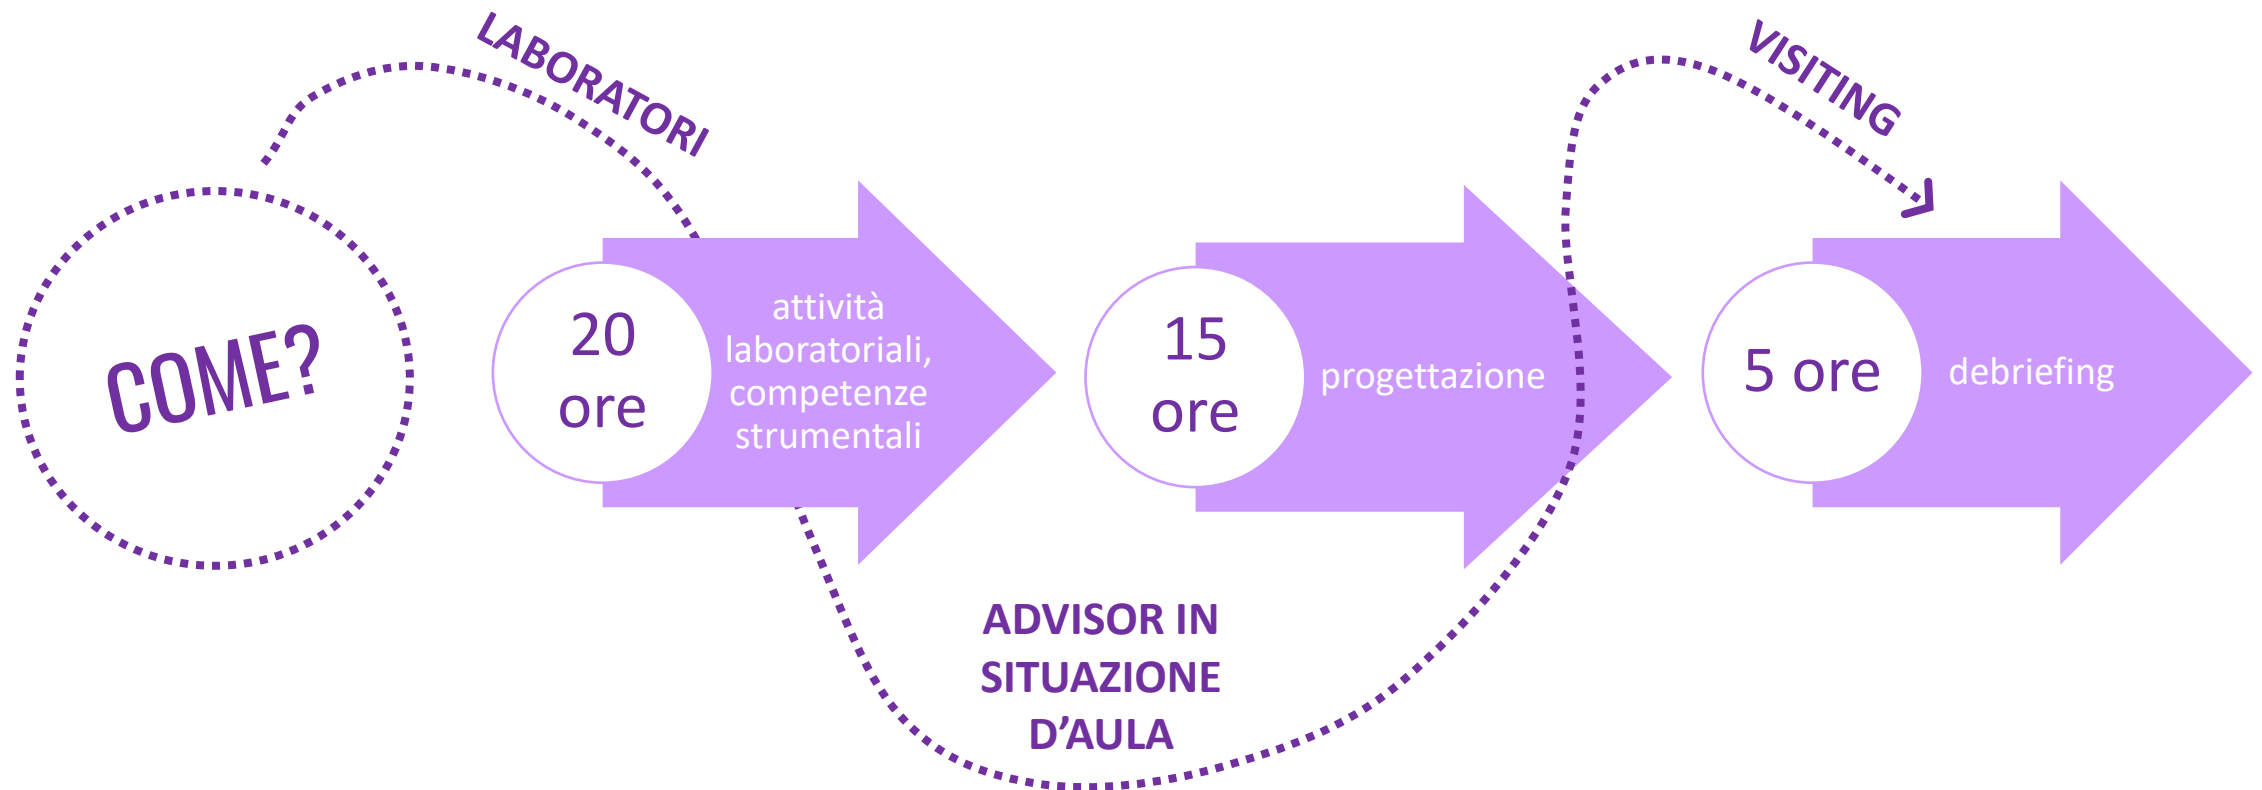 COME?
LABORATORI
20
ore
attività
laboratoriali,
competenze
strumentali
ADVISOR IN
SITUAZIONE
D’AULA
15
ore
progettazione
VISITING
5 ore
debriefing